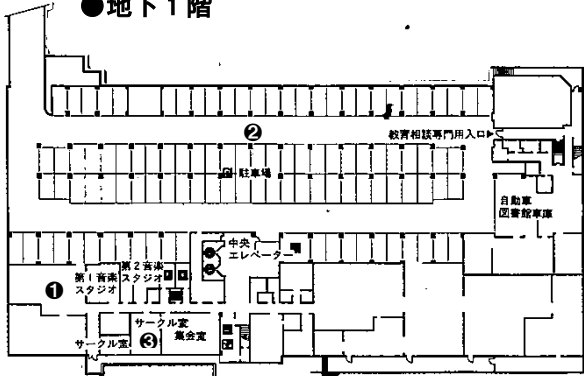 ●地下1階
❷
教育相談専門用入口▶
駐車場
自動車
図書館車庫
中央
エレベーター
❶
第1音楽
スタジオ
第2音楽
スタジオ
サークル室
❸
サークル室
集会室